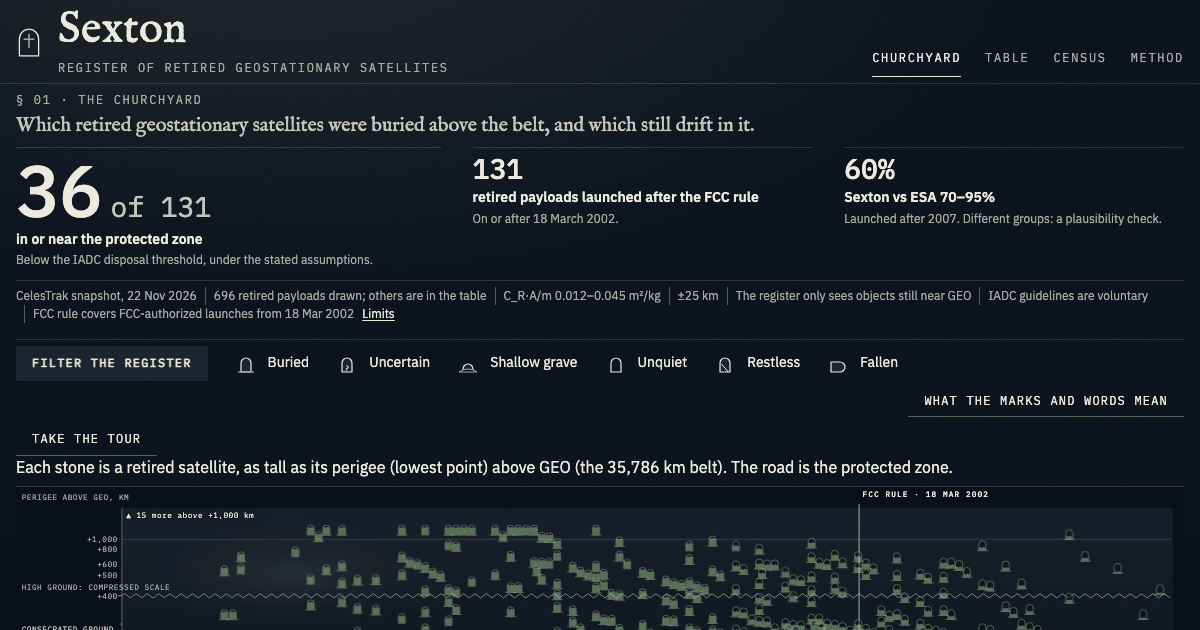 Sexton
REGISTER OF RETIRED GEOSTATIONARY SATELLITES
CHURCHYARD TABLE CENSUS METHOD
§ 01 · THE CHURCHYARD
Which retired geostationary satellites were buried above the belt, and which still drift in it.
36 of 131
in or near the protected zone
Below the IADC disposal threshold, under the stated assumptions.
131
retired payloads launched after the FCC rule
On or after 18 March 2002.
60%
Sexton vs ESA 70–95%
Launched after 2007. Different groups: a plausibility check.
CelesTrak snapshot, 22 Nov 2026 696 retired payloads drawn; others are in the table C_R·A/m 0.012–0.045 m²/kg ±25 km The register only sees objects still near GEO IADC guidelines are voluntary
FCC rule covers FCC-authorized launches from 18 Mar 2002 Limits
FILTER THE REGISTER Buried Uncertain Shallow grave Unquiet Restless Fallen
WHAT THE MARKS AND WORDS MEAN
TAKE THE TOUR
Each stone is a retired satellite, as tall as its perigee (lowest point) above GEO (the 35,786 km belt). The road is the protected zone.
PERIGEE ABOVE GEO, KM
FCC RULE · 18 MAR 2002
▲ 15 more above +1,000 km
+1,000
+800
+600
+500
HIGH GROUND: COMPRESSED SCALE
+400
CONSECRATED GROUND